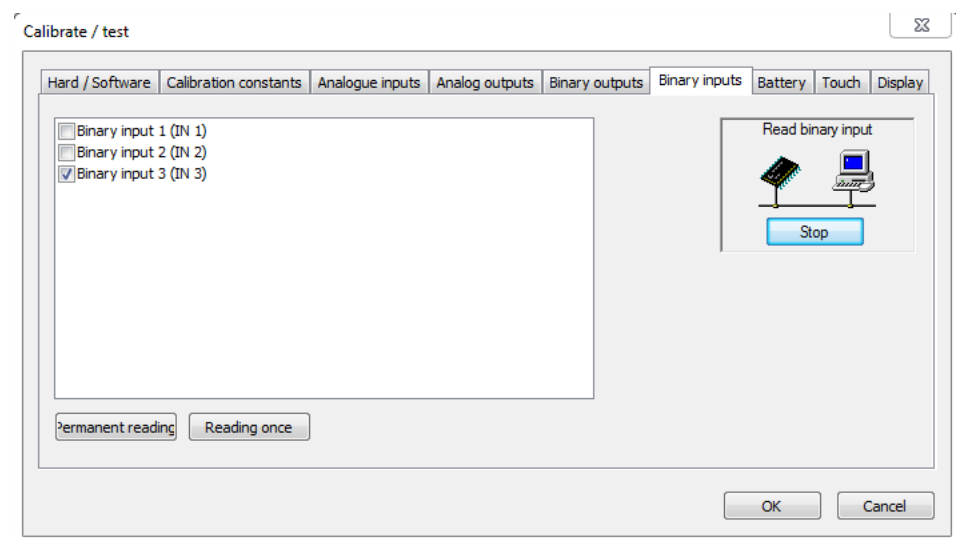 Calibrate / test
Hard / Software Calibration constants Analogue inputs Analog outputs Binary outputs Binary inputs Battery Touch Display
Binary input 1 (IN 1)
Binary input 2 (IN 2)
Binary input 3 (IN 3)
Read binary input
Stop
Permanent reading Reading once
OK Cancel